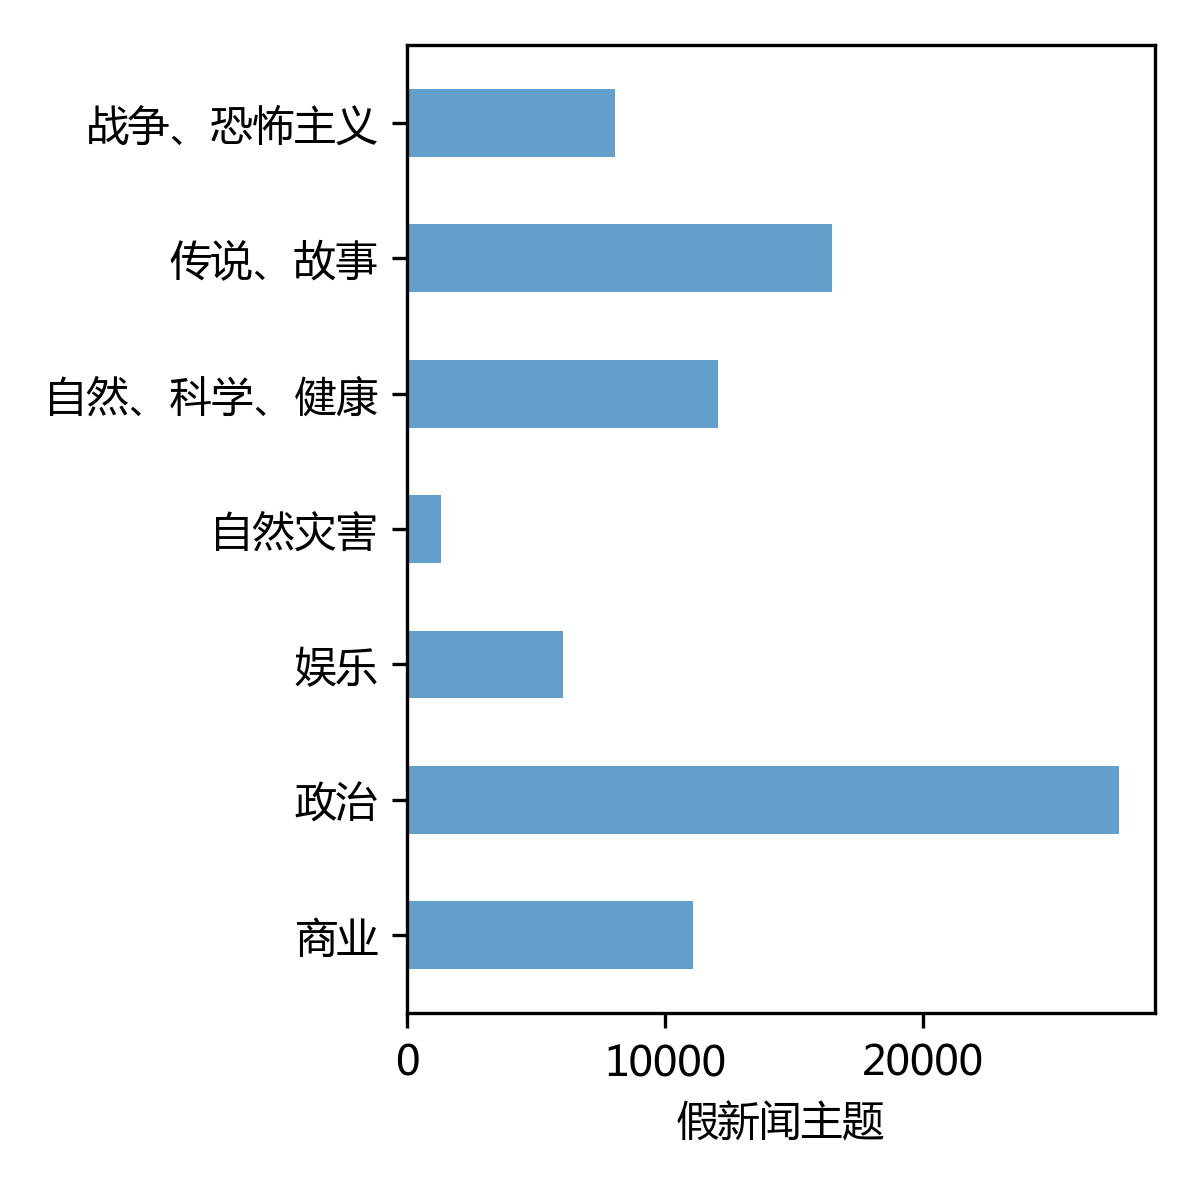 战争、恐怖主义
传说、故事
自然、科学、健康
自然灾害
娱乐
政治
商业
0 10000 20000
假新闻主题